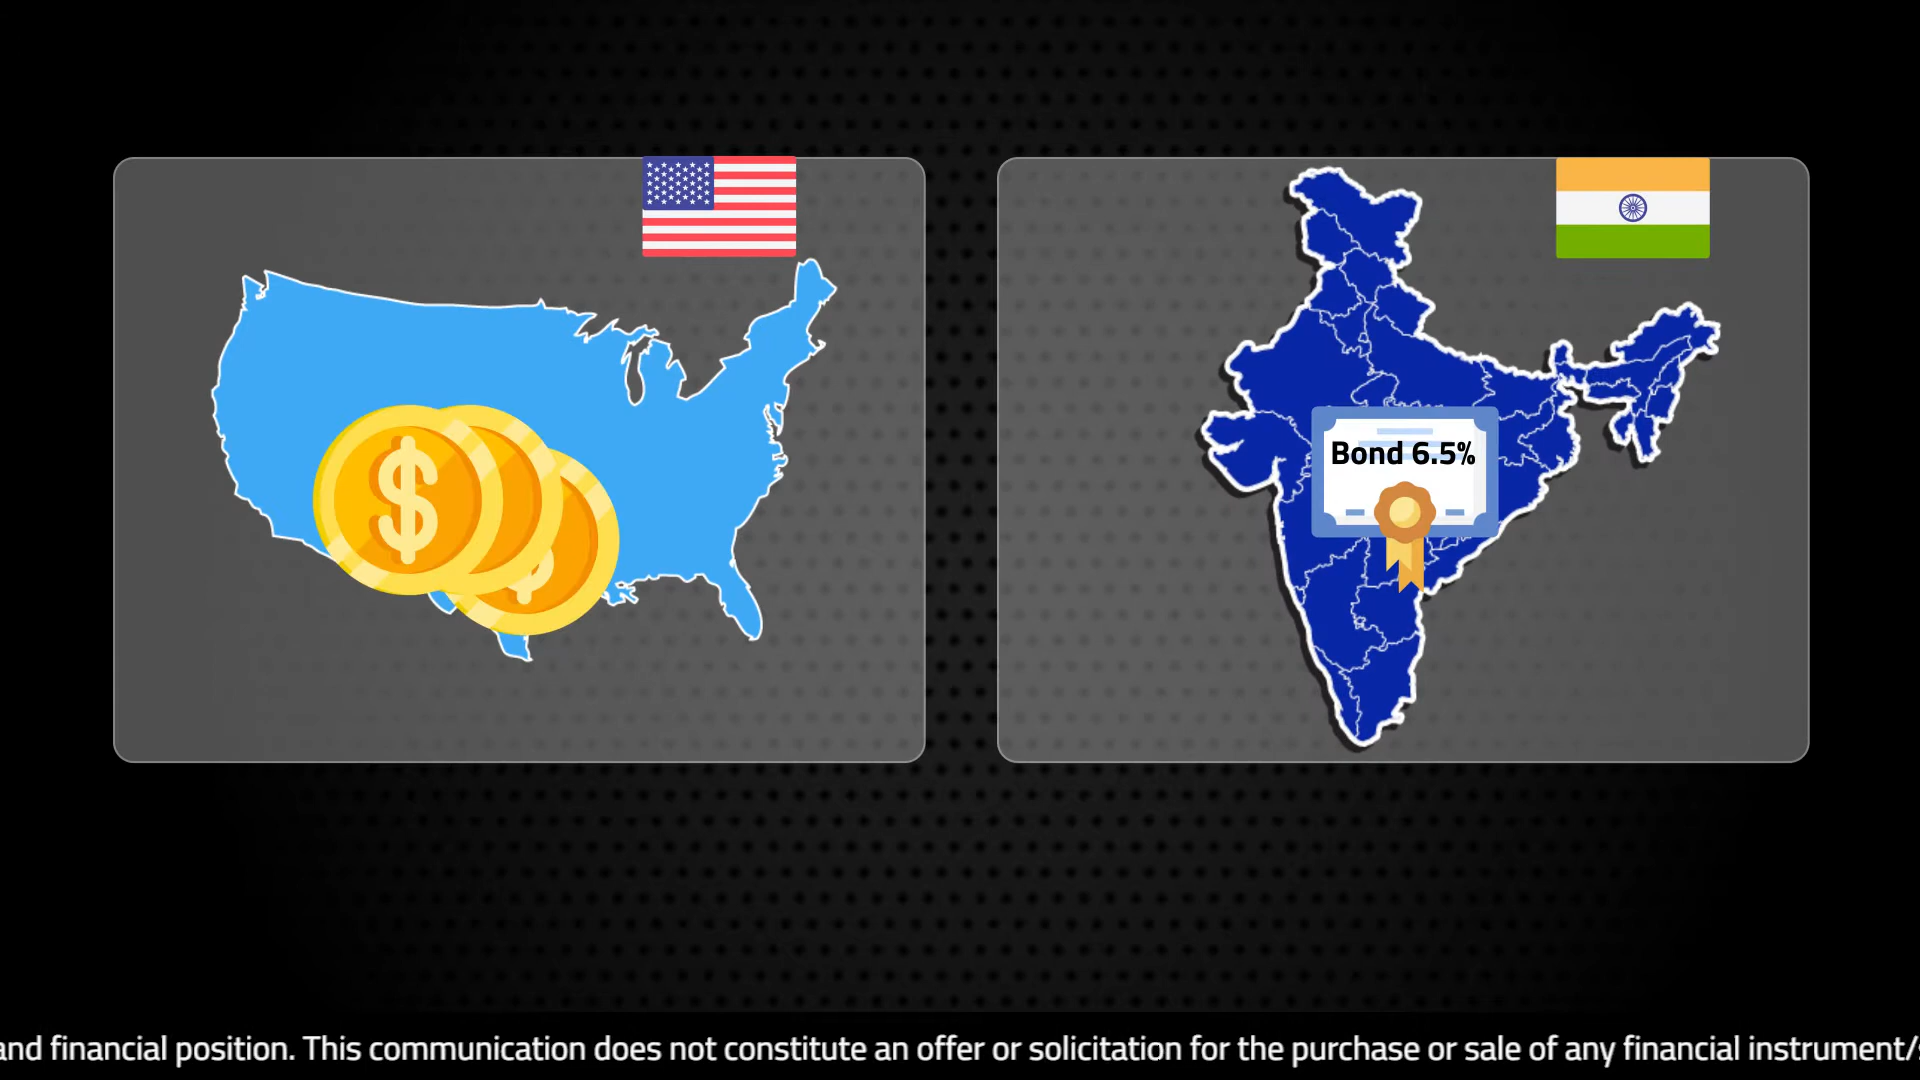 Bond 6.5%
and financial position. This communication does not constitute an offer or solicitation for the purchase or sale of any financial instrument/